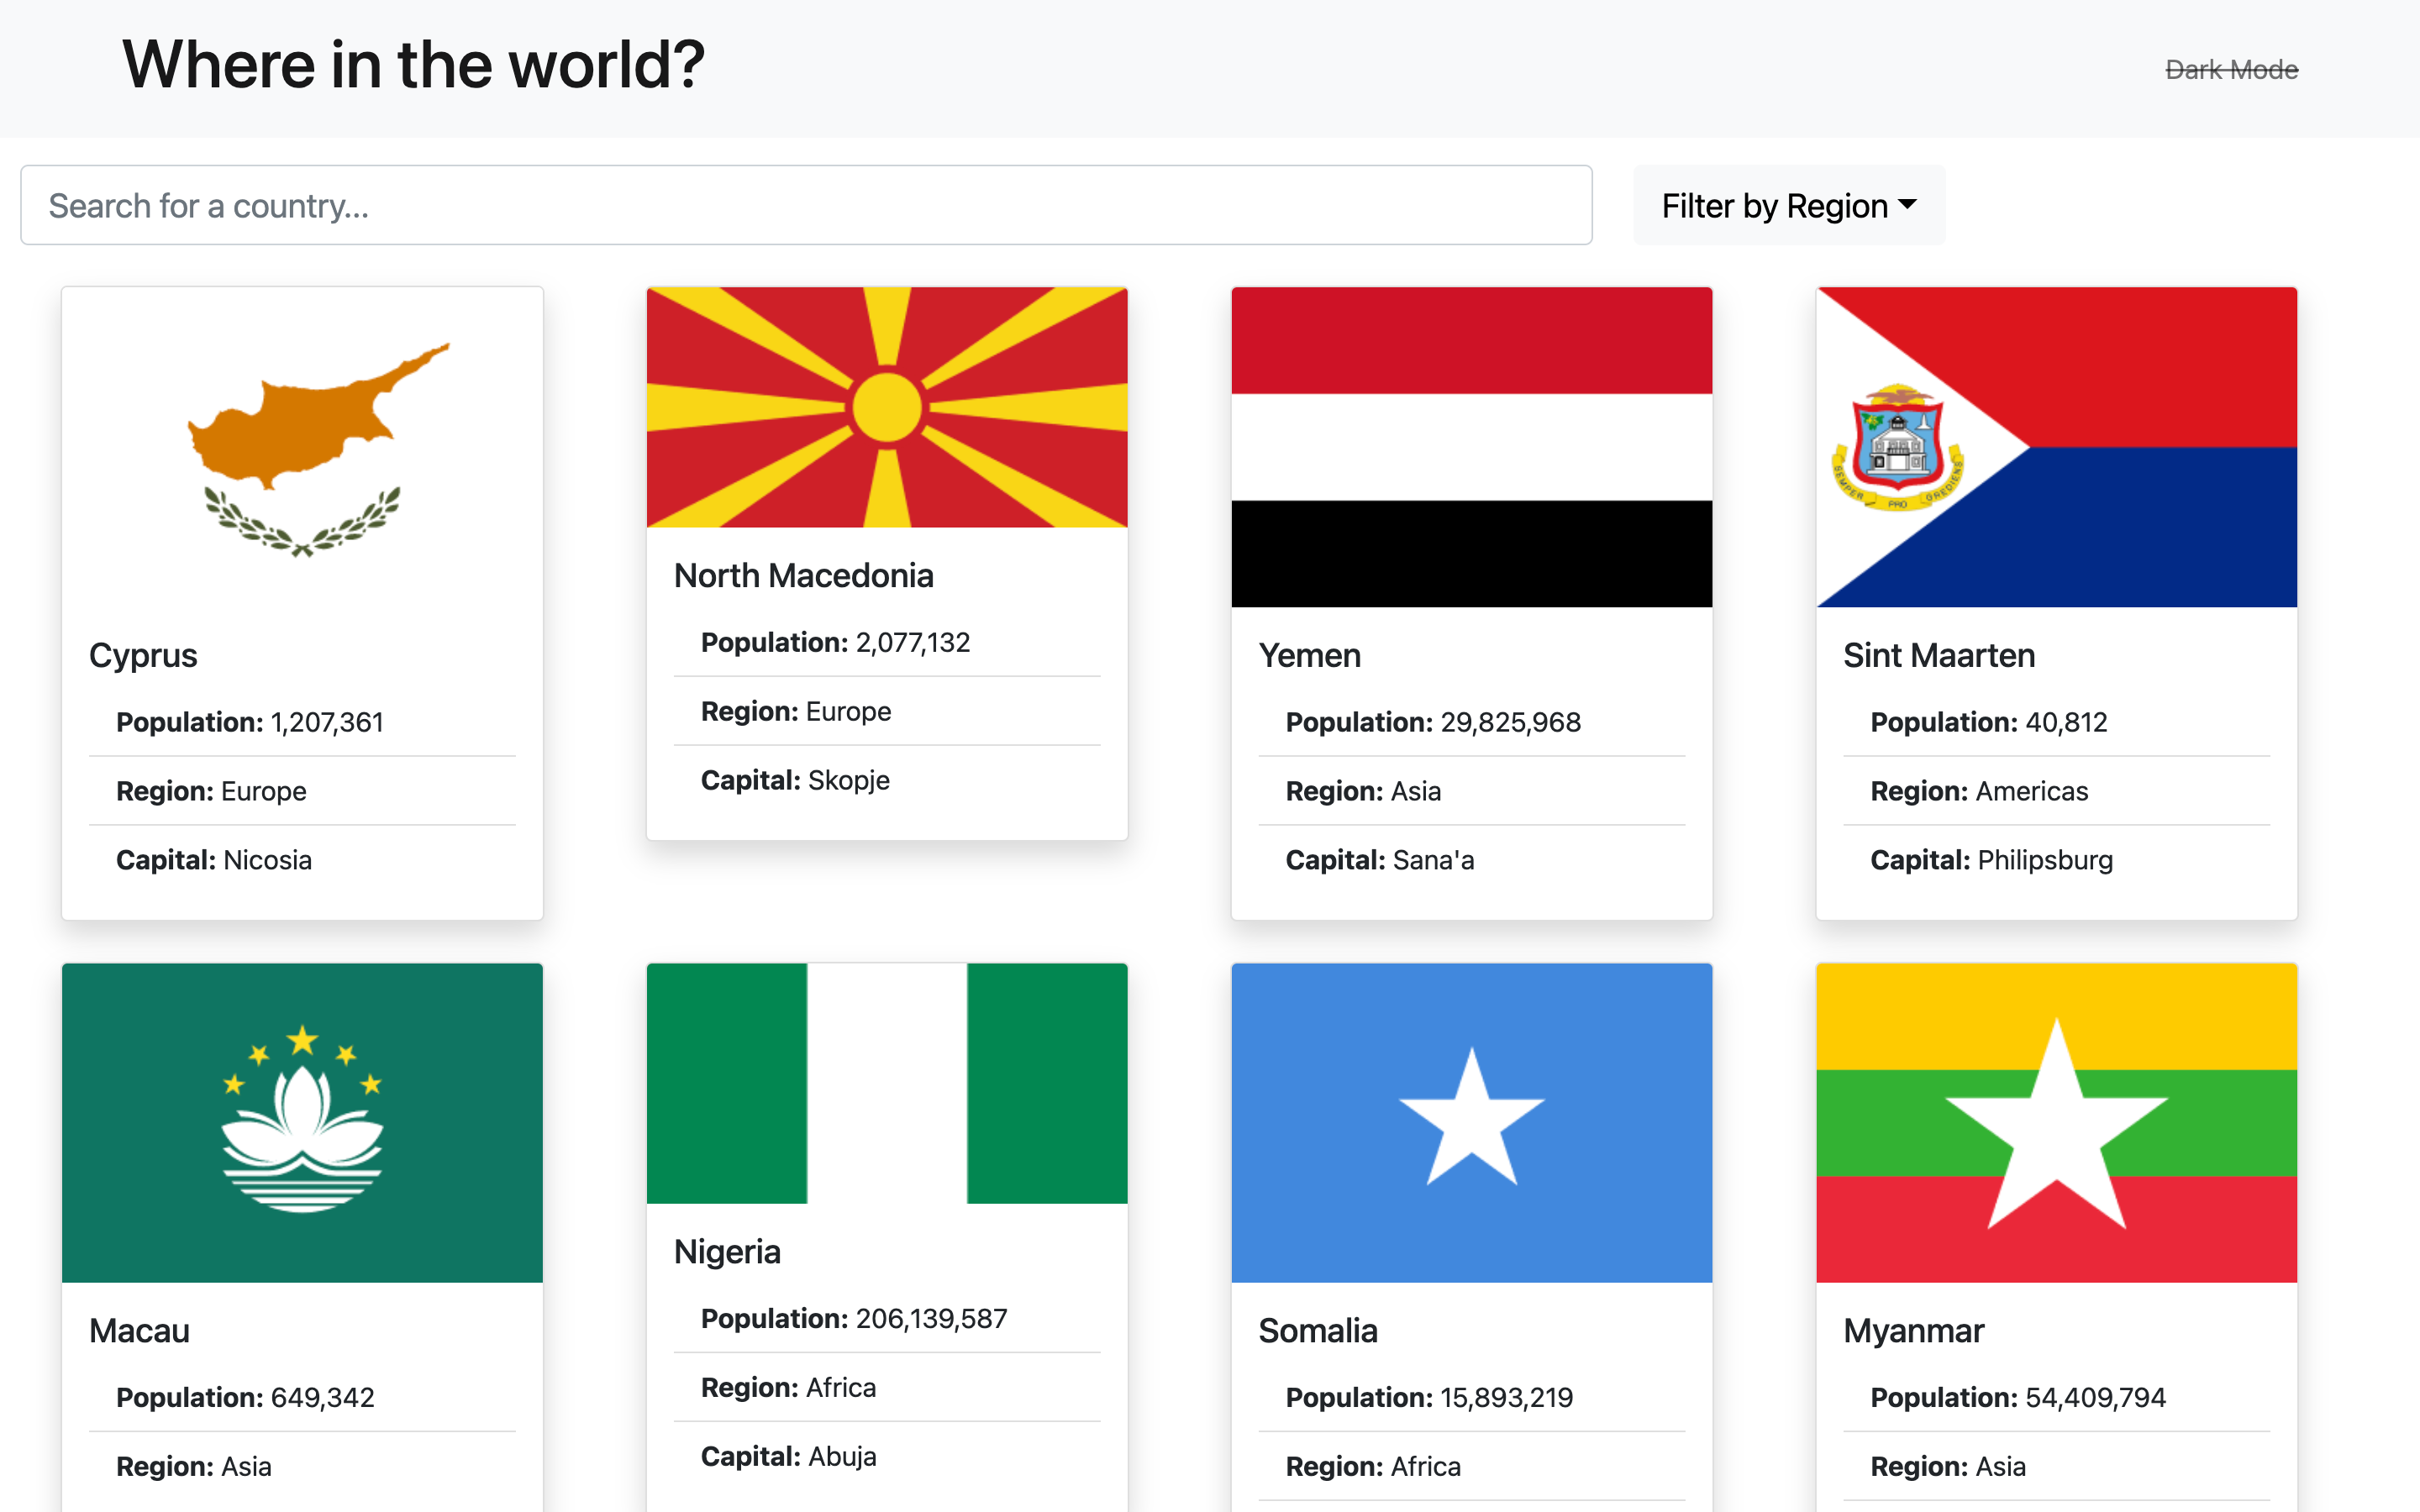 Where in the world?
Dark Mode
Search for a country...
Filter by Region
Cyprus
Population: 1,207,361
Region: Europe
Capital: Nicosia
North Macedonia
Population: 2,077,132
Region: Europe
Capital: Skopje
Yemen
Population: 29,825,968
Region: Asia
Capital: Sana'a
SEMPER PRO GREDIENS
Sint Maarten
Population: 40,812
Region: Americas
Capital: Philipsburg
Macau
Population: 649,342
Region: Asia
Nigeria
Population: 206,139,587
Region: Africa
Capital: Abuja
Somalia
Population: 15,893,219
Region: Africa
Myanmar
Population: 54,409,794
Region: Asia